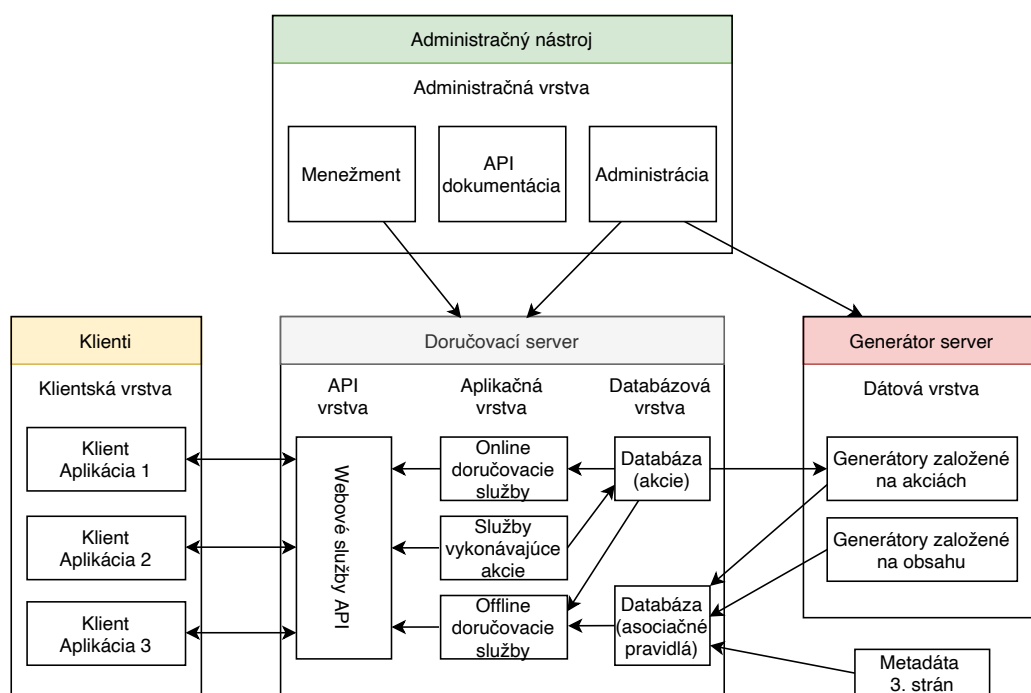 Administračný nástroj
Administračná vrstva
Menežment
API
dokumentácia
Administrácia
Klienti
Klientská vrstva
Klient
Aplikácia 1
Klient
Aplikácia 2
Klient
Aplikácia 3
Doručovací server
API
vrstva
Aplikačná
vrstva
Databázová
vrstva
Webové služby API
Online
doručovacie
služby
Služby
vykonávajúce
akcie
Offline
doručovacie
služby
Databáza
(akcie)
Databáza
(asociačné
pravidlá)
Generátor server
Dátová vrstva
Generátory založené
na akciách
Generátory založené
na obsahu
Metadáta
3. strán